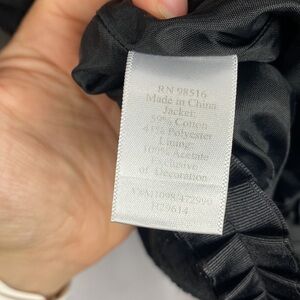 RN 98516
Made in China
Jacket:
59% Cotton
41% Polyester
Lining:
100% Acetate
Exclusive
of Decoration